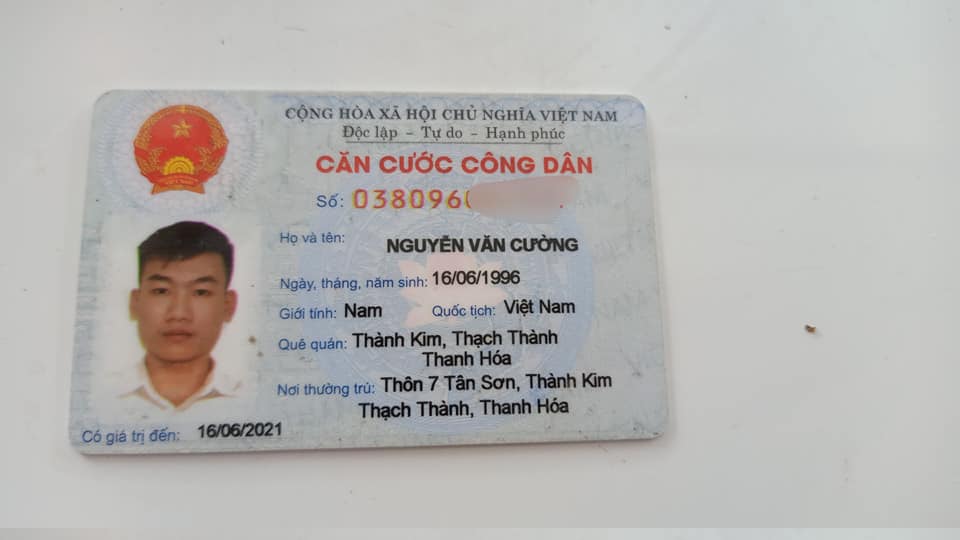 CỘNG HÒA XÃ HỘI CHỦ NGHĨA VIỆT NAM
Độc lập – Tự do – Hạnh phúc
CĂN CƯỚC CÔNG DÂN
Số: 038096
Họ và tên: NGUYỄN VĂN CƯỜNG
Ngày, tháng, năm sinh: 16/06/1996
Giới tính: Nam Quốc tịch: Việt Nam
Quê quán: Thành Kim, Thạch Thành
Thanh Hóa
Nơi thường trú: Thôn 7 Tân Sơn, Thành Kim
Thạch Thành, Thanh Hóa
Có giá trị đến: 16/06/2021